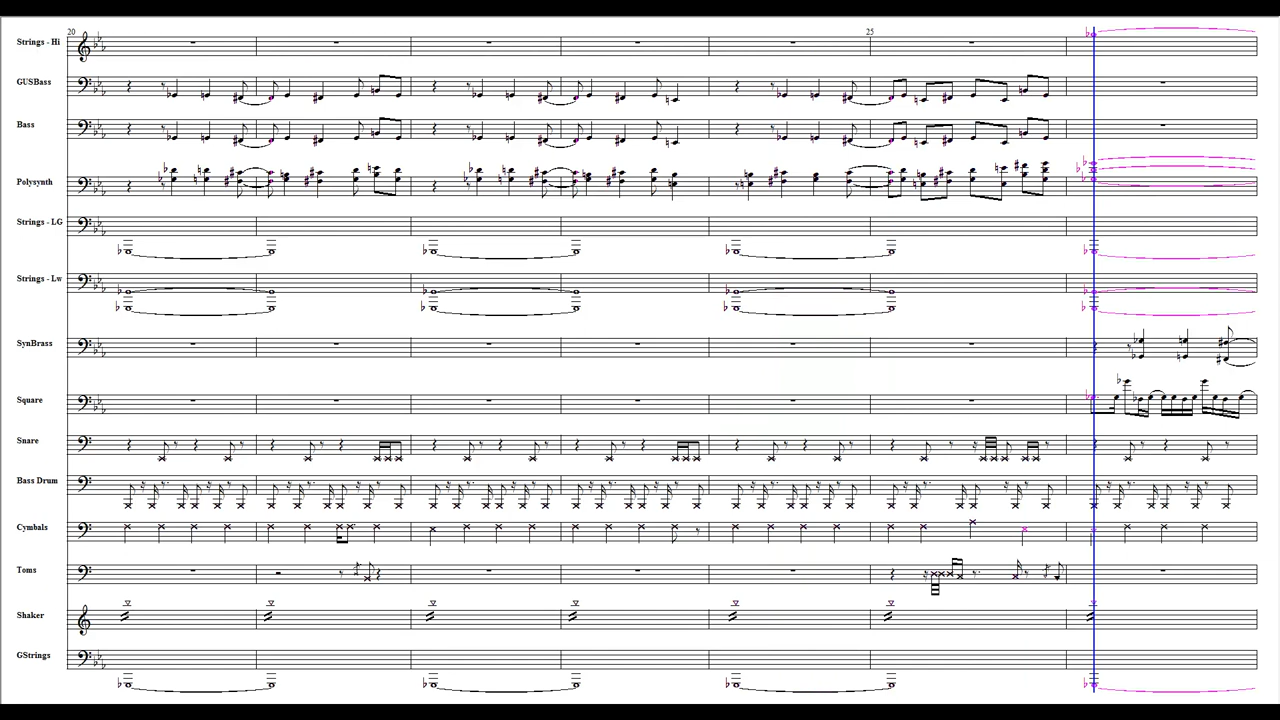 20
25
Strings - Hi
GUSBass
Bass
Polysynth
Strings - LG
Strings - Lw
SynBrass
Square
Snare
Bass Drum
Cymbals
Toms
Shaker
GStrings